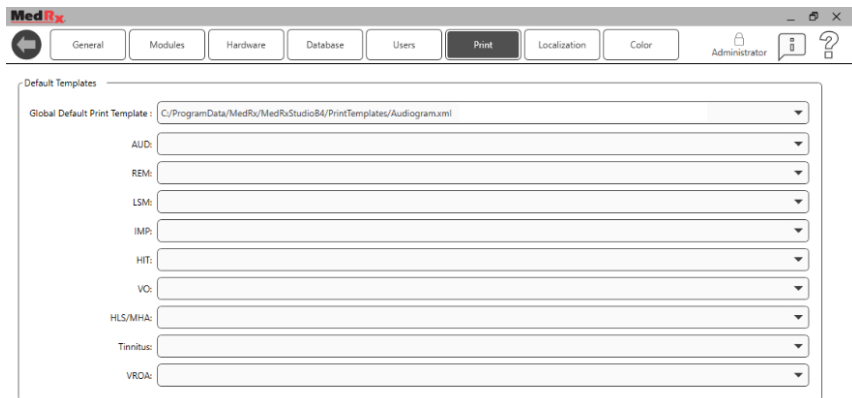 MedRx
General Modules Hardware Database Users Print Localization Color Administrator
Default Templates
Global Default Print Template : C:/ProgramData/MedRx/MedRxStudio84/PrintTemplates/Audiogram.xml
AUD:
REM:
LSM:
IMP:
HIT:
VO:
HLS/MHA:
Tinnitus:
VROA: